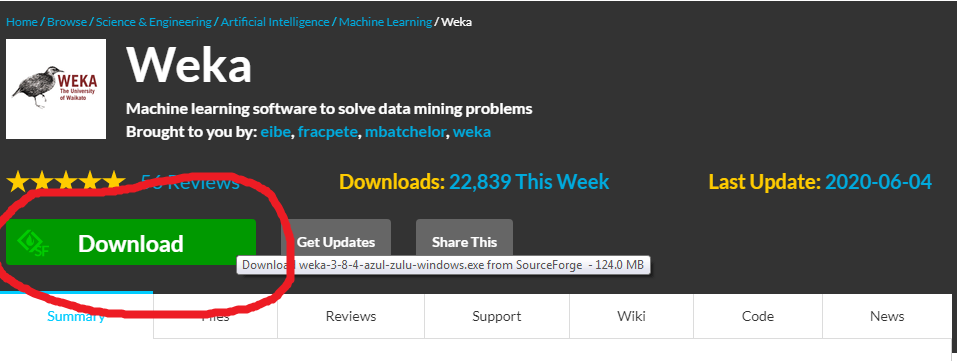 Home / Browse / Science & Engineering / Artificial Intelligence / Machine Learning / Weka
WEKA
The University
of Waikato
Weka
Machine learning software to solve data mining problems
Brought to you by: eibe, fracpete, mbatchelor, weka
56 Reviews
Downloads: 22,839 This Week
Last Update: 2020-06-04
SF
Download
Get Updates
Share This
Download weka-3-8-4-azul-zulu-windows.exe from SourceForge - 124.0 MB
Summary
Files
Reviews
Support
Wiki
Code
News